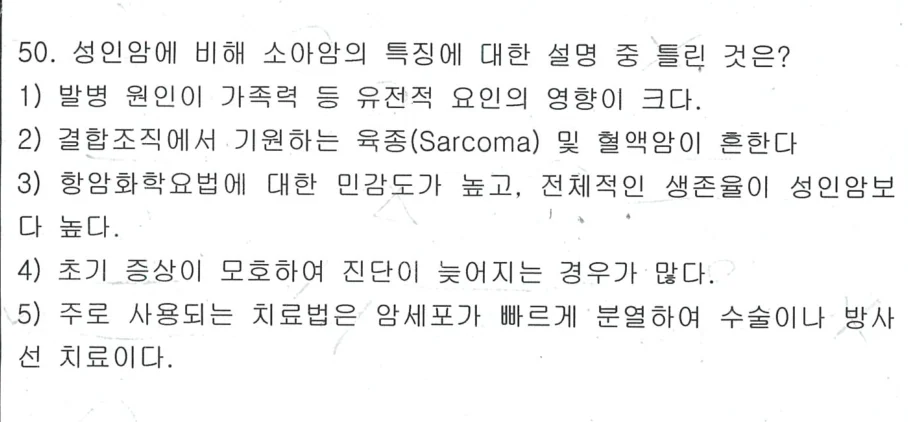 50. 성인암에 비해 소아암의 특징에 대한 설명 중 틀린 것은?
1) 발병 원인이 가족력 등 유전적 요인의 영향이 크다.
2) 결합조직에서 기원하는 육종(Sarcoma) 및 혈액암이 흔한다
3) 항암화학요법에 대한 민감도가 높고, 전체적인 생존율이 성인암보
다 높다.
4) 초기 증상이 모호하여 진단이 늦어지는 경우가 많다.
5) 주로 사용되는 치료법은 암세포가 빠르게 분열하여 수술이나 방사
선 치료이다.